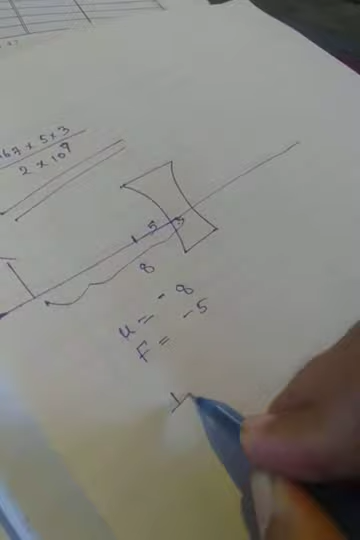 67 x 5 x 3
2 x 10⁹
5
8
u = - 8
F = - 5